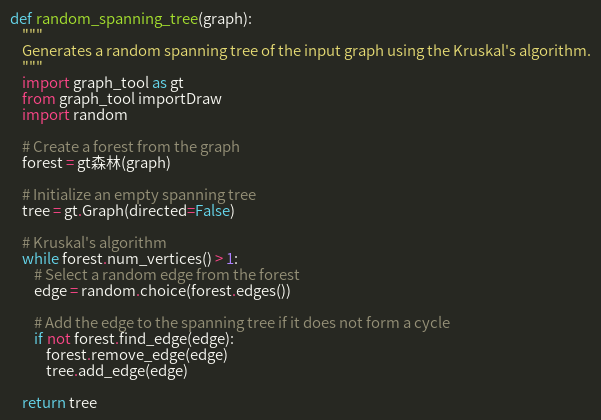 def random_spanning_tree(graph):
"""
Generates a random spanning tree of the input graph using the Kruskal's algorithm.
"""
import graph_tool as gt
from graph_tool importDraw
import random
# Create a forest from the graph
forest = gt森林(graph)
# Initialize an empty spanning tree
tree = gt.Graph(directed=False)
# Kruskal's algorithm
while forest.num_vertices() > 1:
# Select a random edge from the forest
edge = random.choice(forest.edges())
# Add the edge to the spanning tree if it does not form a cycle
if not forest.find_edge(edge):
forest.remove_edge(edge)
tree.add_edge(edge)
return tree